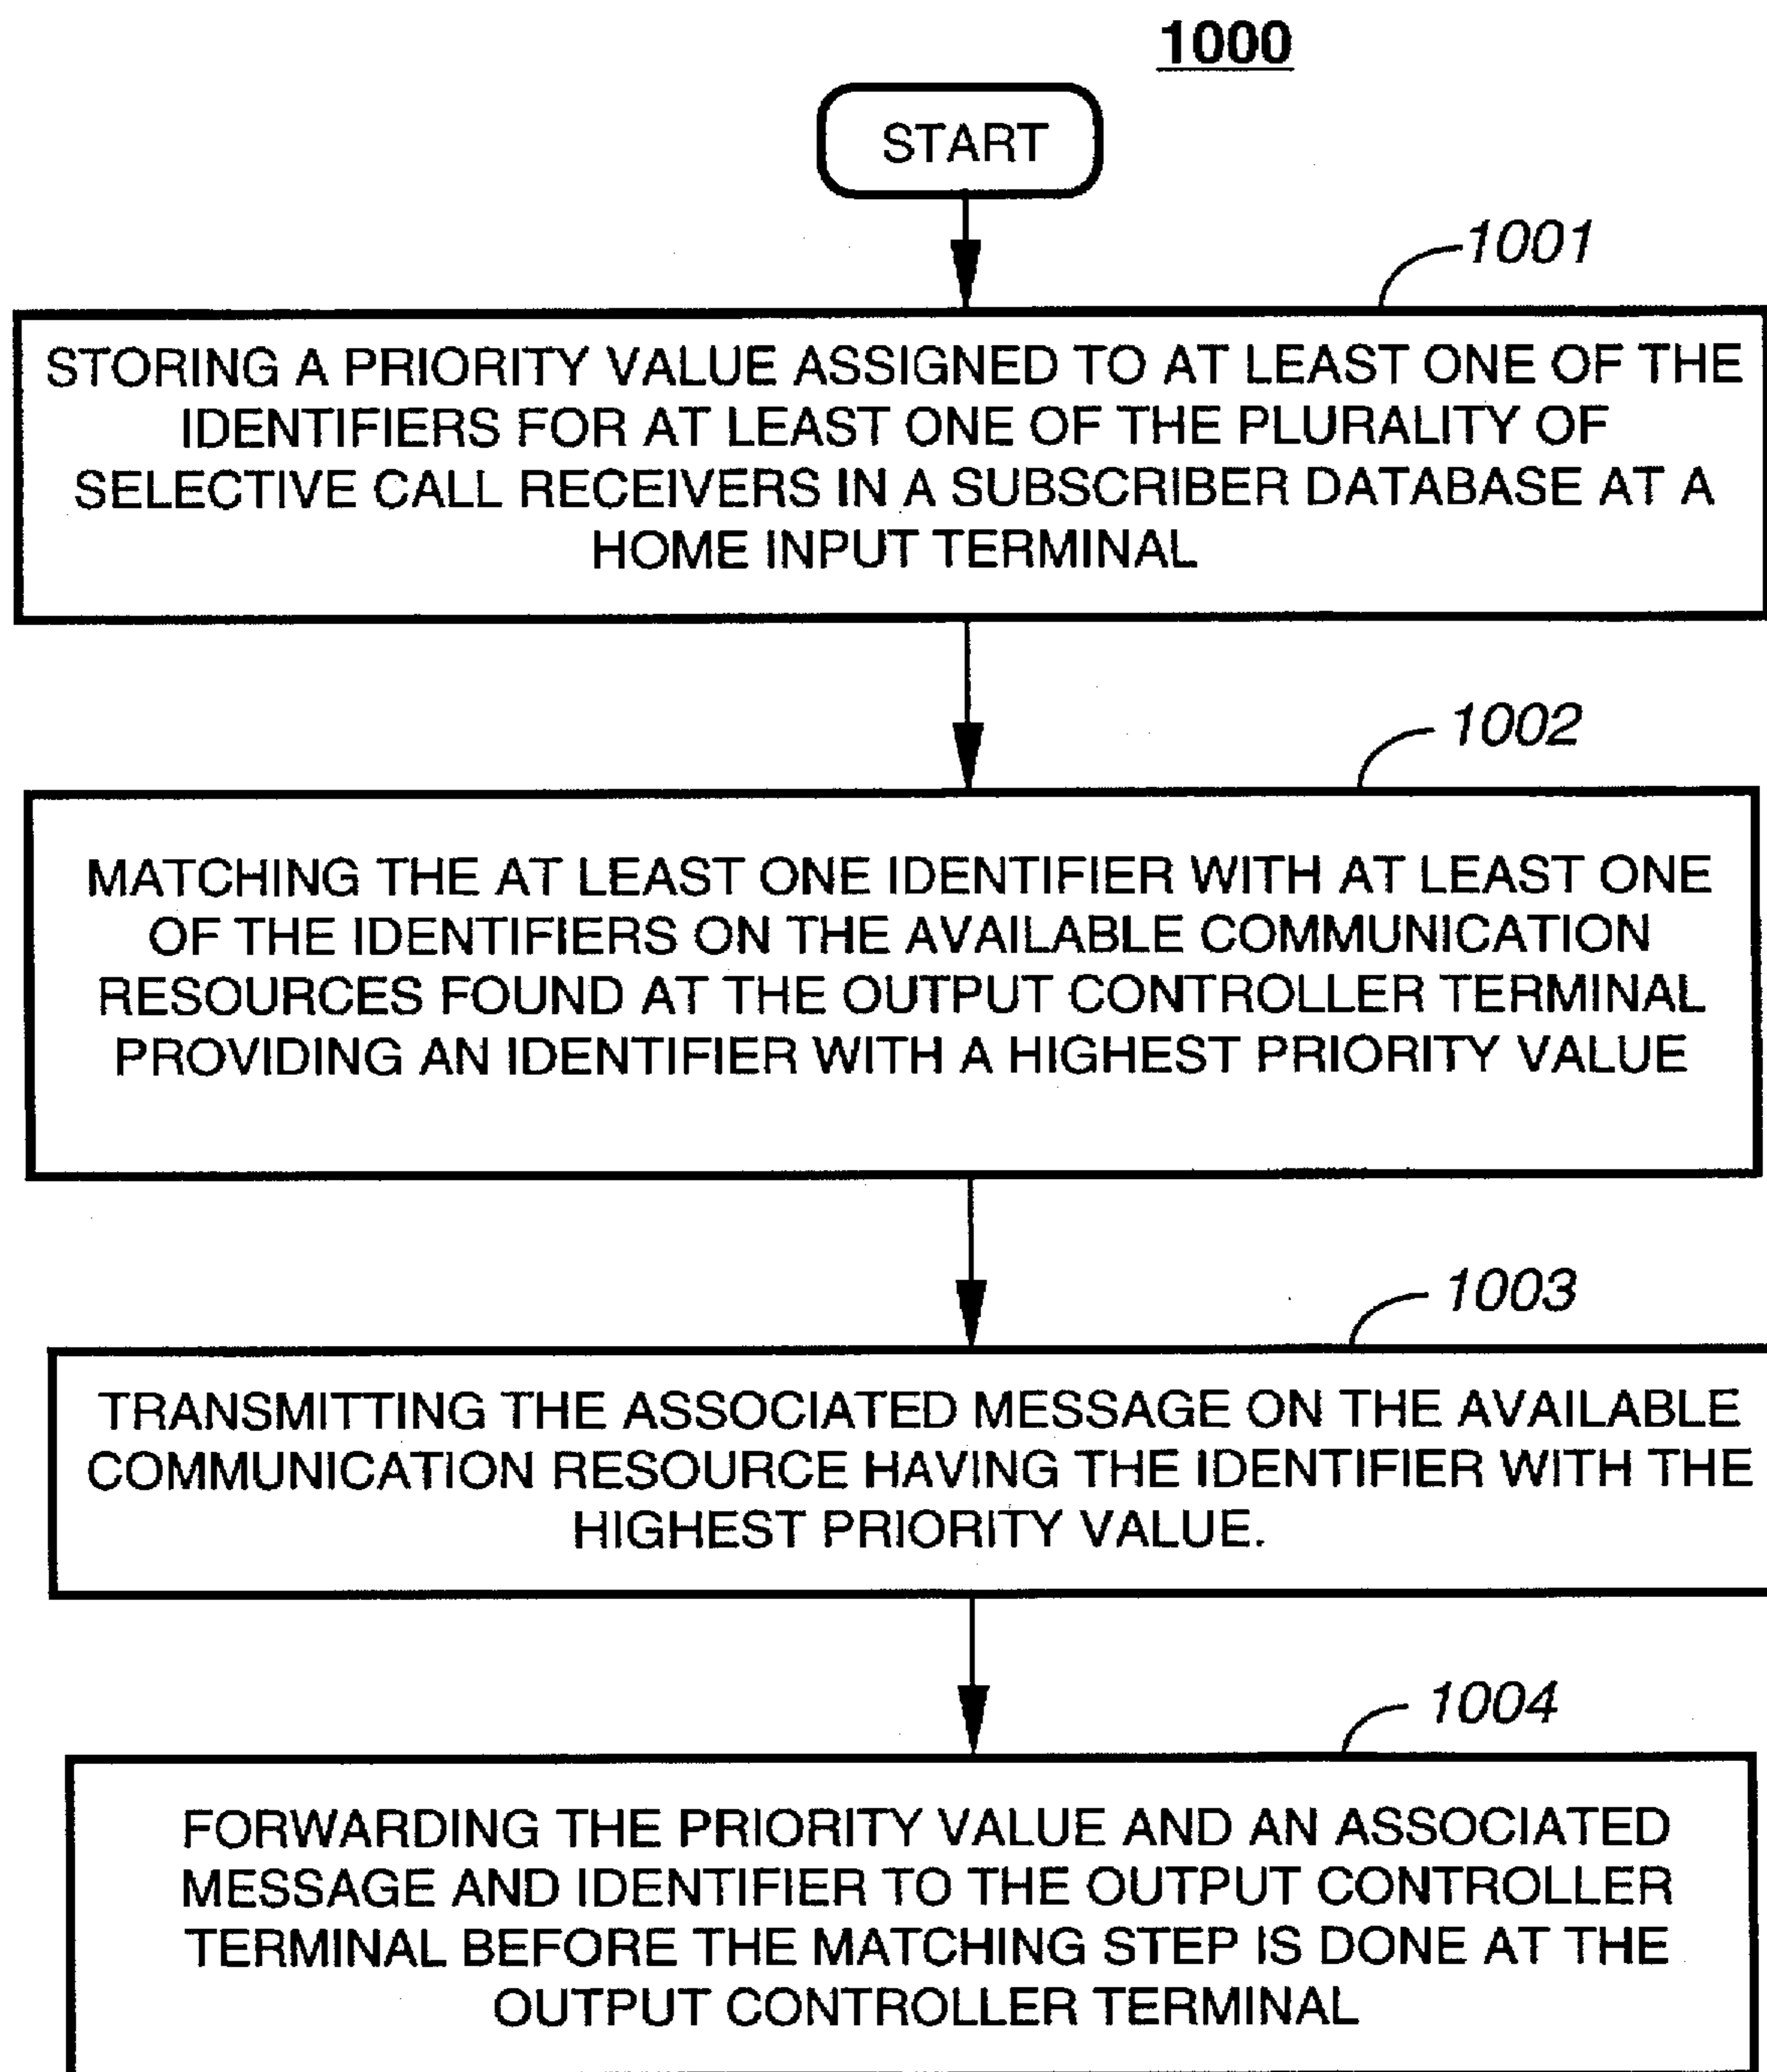 1000
START
1001
STORING A PRIORITY VALUE ASSIGNED TO AT LEAST ONE OF THE
IDENTIFIERS FOR AT LEAST ONE OF THE PLURALITY OF
SELECTIVE CALL RECEIVERS IN A SUBSCRIBER DATABASE AT A
HOME INPUT TERMINAL
1002
MATCHING THE AT LEAST ONE IDENTIFIER WITH AT LEAST ONE
OF THE IDENTIFIERS ON THE AVAILABLE COMMUNICATION
RESOURCES FOUND AT THE OUTPUT CONTROLLER TERMINAL
PROVIDING AN IDENTIFIER WITH A HIGHEST PRIORITY VALUE
1003
TRANSMITTING THE ASSOCIATED MESSAGE ON THE AVAILABLE
COMMUNICATION RESOURCE HAVING THE IDENTIFIER WITH THE
HIGHEST PRIORITY VALUE.
1004
FORWARDING THE PRIORITY VALUE AND AN ASSOCIATED
MESSAGE AND IDENTIFIER TO THE OUTPUT CONTROLLER
TERMINAL BEFORE THE MATCHING STEP IS DONE AT THE
OUTPUT CONTROLLER TERMINAL